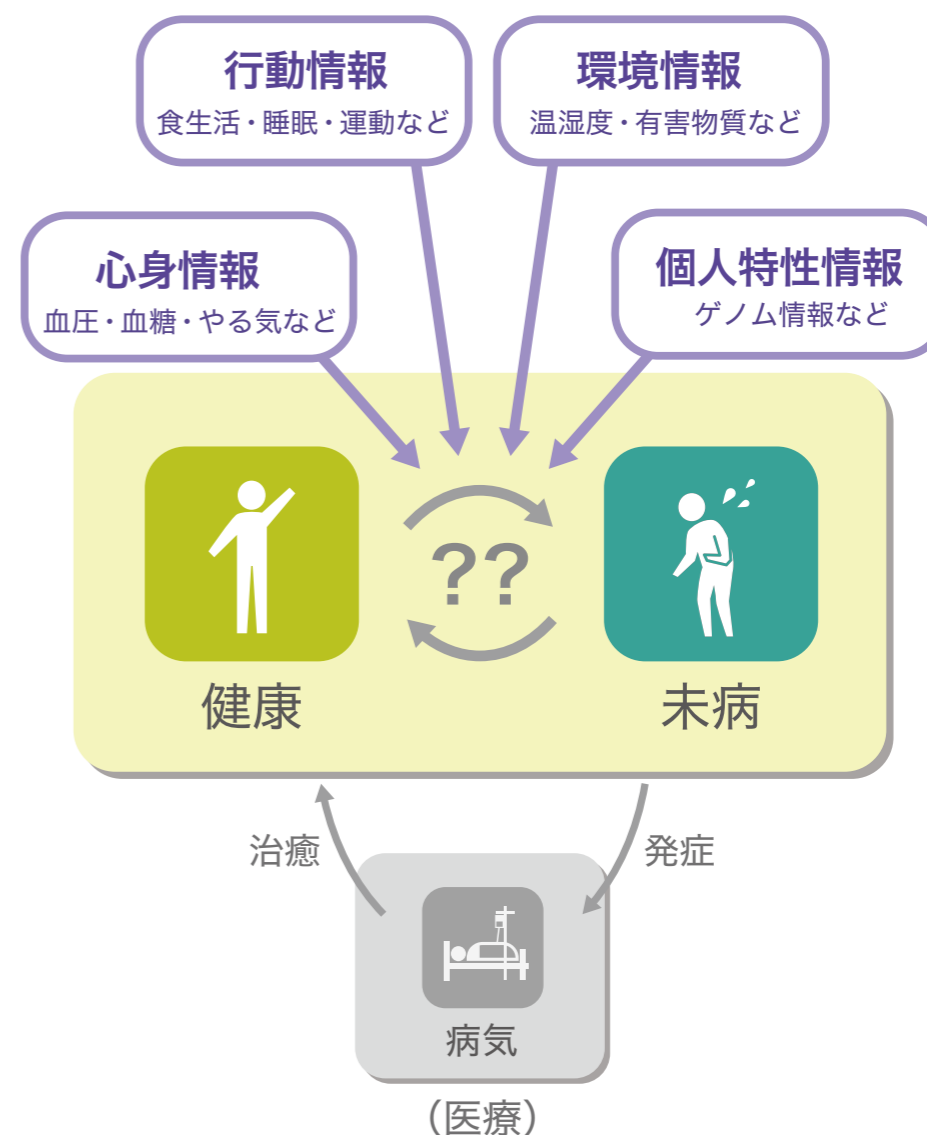 行動情報
食生活・睡眠・運動など
環境情報
温湿度・有害物質など
心身情報
血圧・血糖・やる気など
個人特性情報
ゲノム情報など
??
健康
未病
治癒
発症
病気
（医療）